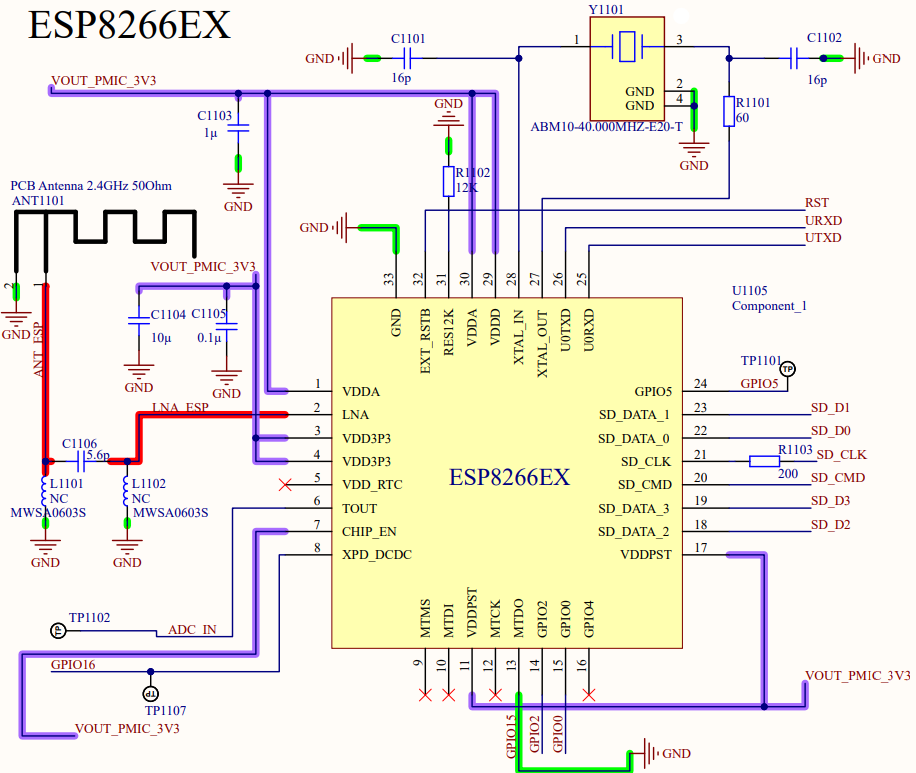 ESP8266EX
Y1101
C1101
1
3
C1102
GND
GND
16p
16p
VOUT_PMIC_3V3
GND 2
GND 4
R1101
60
GND
C1103
1µ
ABM10-40.000MHZ-E20-T
GND
R1102
12K
GND
PCB Antenna 2.4GHz 50Ohm
ANT1101
RST
URXD
UTXD
GND
VOUT_PMIC_3V3
2
1
33
32
31
30
29
28
27
26
25
U1105
Component_1
C1104
10µ
C1105
0.1µ
GND
ANT_ESP
GND
EXT_RSTB
RES12K
VDDA
VDDD
XTAL_IN
XTAL_OUT
U0TXD
U0RXD
GND
GND
TP1101
TP
1 VDDA
GPIO5 24 GPIO5
LNA_ESP 2 LNA
SD_DATA_1 23 SD_D1
3 VDD3P3
SD_DATA_0 22 SD_D0
C1106
5.6p
4 VDD3P3
SD_CLK 21 R1103 SD_CLK
200
ESP8266EX
L1101
NC
MWSA0603S
L1102
NC
MWSA0603S
5 VDD_RTC
SD_CMD 20 SD_CMD
6 TOUT
SD_DATA_3 19 SD_D3
7 CHIP_EN
SD_DATA_2 18 SD_D2
8 XPD_DCDC
VDDPST 17
GND
GND
MTMS
MTDI
VDDPST
MTCK
MTDO
GPIO2
GPIO0
GPIO4
TP1102
TP
ADC_IN
9
10
11
12
13
14
15
16
GPIO16
TP
TP1107
VOUT_PMIC_3V3
VOUT_PMIC_3V3
GPIO15
GPIO2
GPIO0
GND